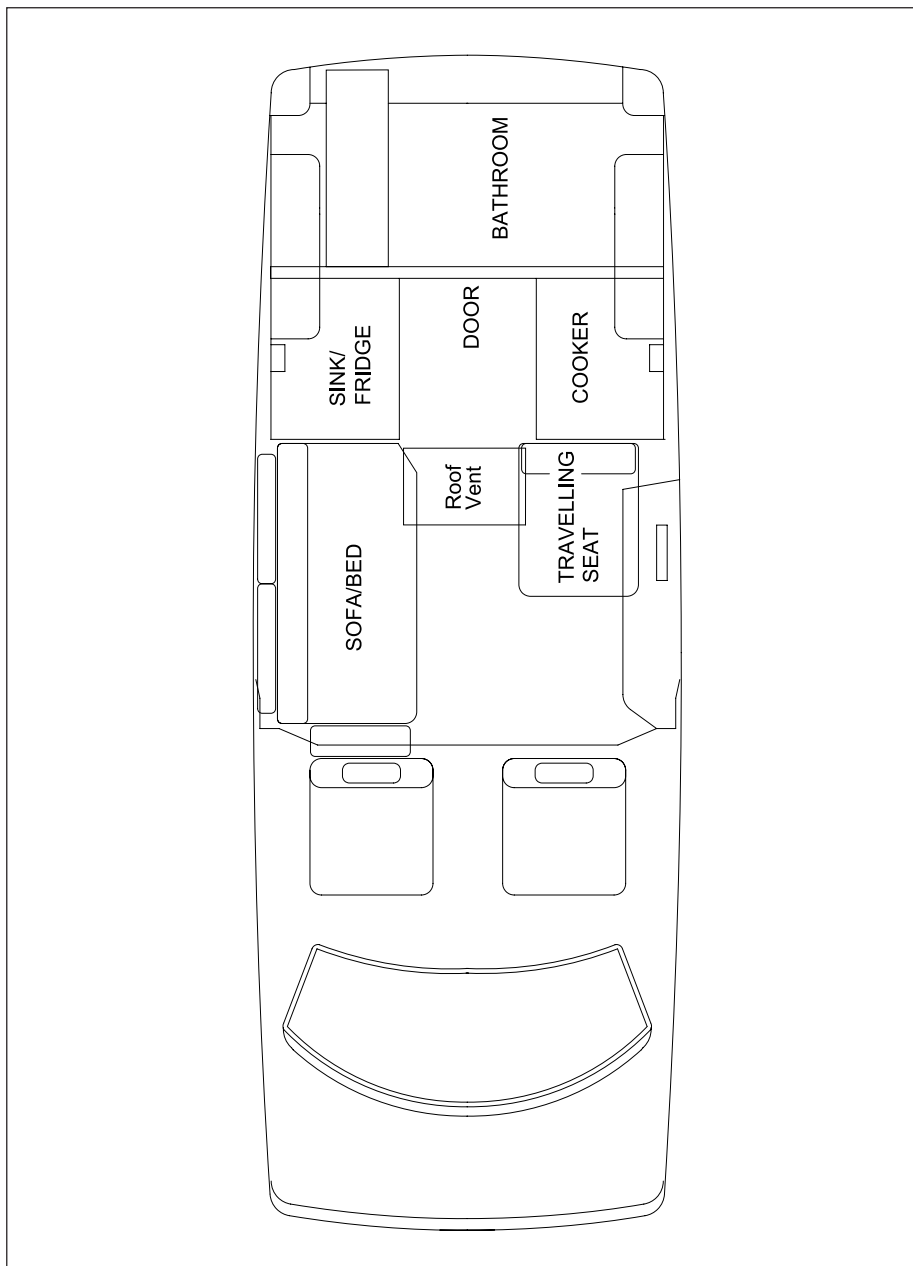 BATHROOM
SINK/
FRIDGE
DOOR
COOKER
SOFA/BED
Roof
Vent
TRAVELLING
SEAT